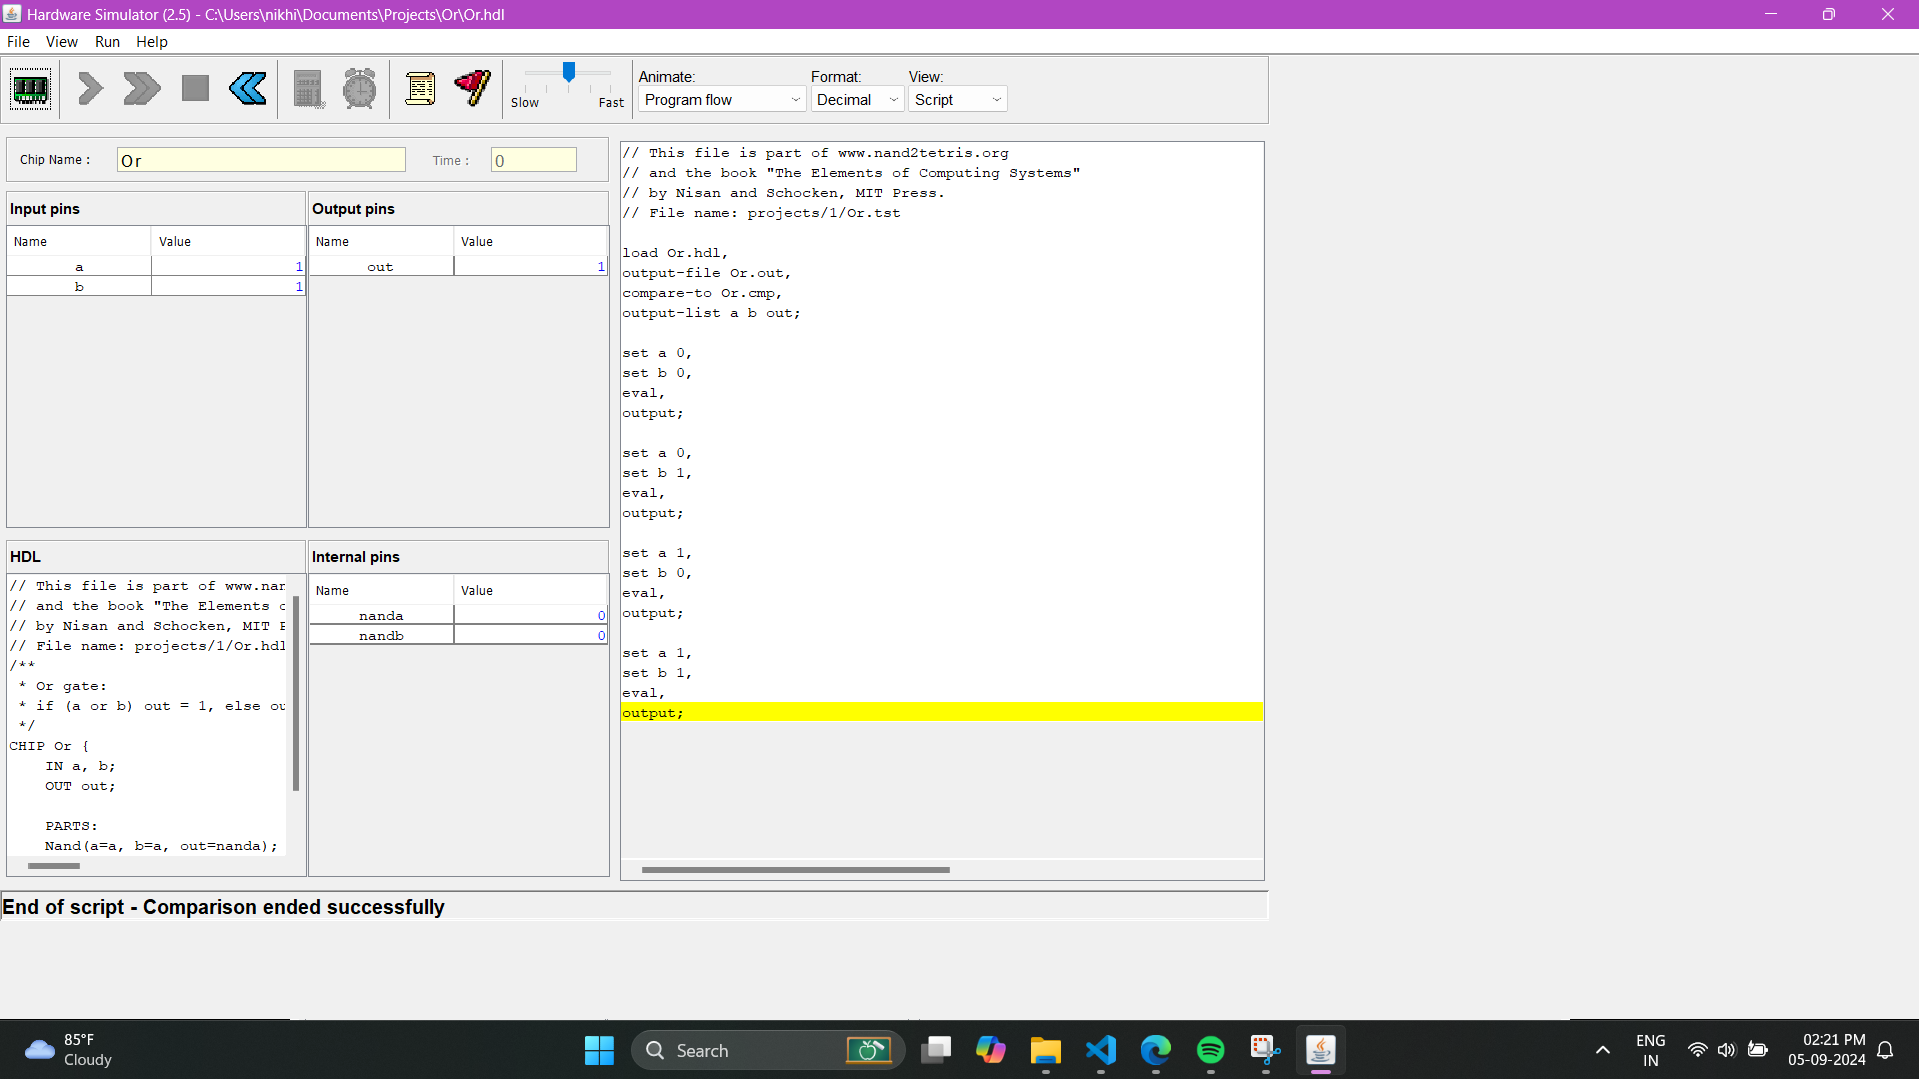 Hardware Simulator (2.5) - C:\Users\nikhi\Documents\Projects\Or\Or.hdl
File View Run Help
Slow Fast
Animate: Format: View:
Program flow Decimal Script
Chip Name : Or Time : 0
Input pins
Name Value
a 1
b 1
Output pins
Name Value
out 1
HDL
// This file is part of www.nan
// and the book "The Elements o
// by Nisan and Schocken, MIT P
// File name: projects/1/Or.hdl
/**
* Or gate:
* if (a or b) out = 1, else ou
*/
CHIP Or {
IN a, b;
OUT out;
PARTS:
Nand(a=a, b=a, out=nanda);
Internal pins
Name Value
nanda 0
nandb 0
// This file is part of www.nand2tetris.org
// and the book "The Elements of Computing Systems"
// by Nisan and Schocken, MIT Press.
// File name: projects/1/Or.tst
load Or.hdl,
output-file Or.out,
compare-to Or.cmp,
output-list a b out;
set a 0,
set b 0,
eval,
output;
set a 0,
set b 1,
eval,
output;
set a 1,
set b 0,
eval,
output;
set a 1,
set b 1,
eval,
output;
End of script - Comparison ended successfully
85°F
Cloudy
Search
ENG
IN
02:21 PM
05-09-2024